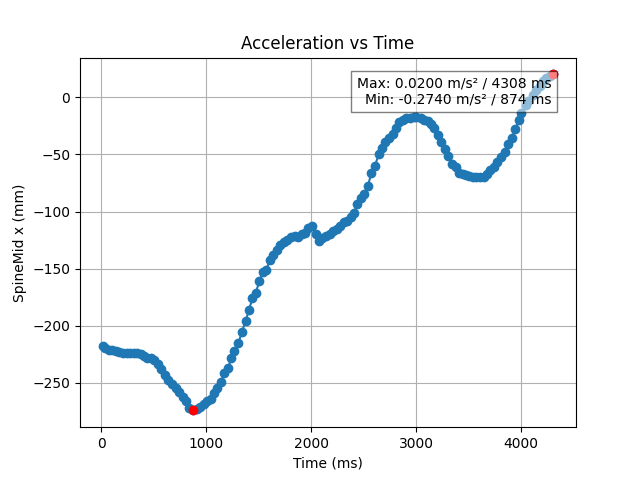 Acceleration vs Time
Max: 0.0200 m/s² / 4308 ms
Min: -0.2740 m/s² / 874 ms
SpineMid x (mm)
0
−50
−100
−150
−200
−250
0 1000 2000 3000 4000
Time (ms)